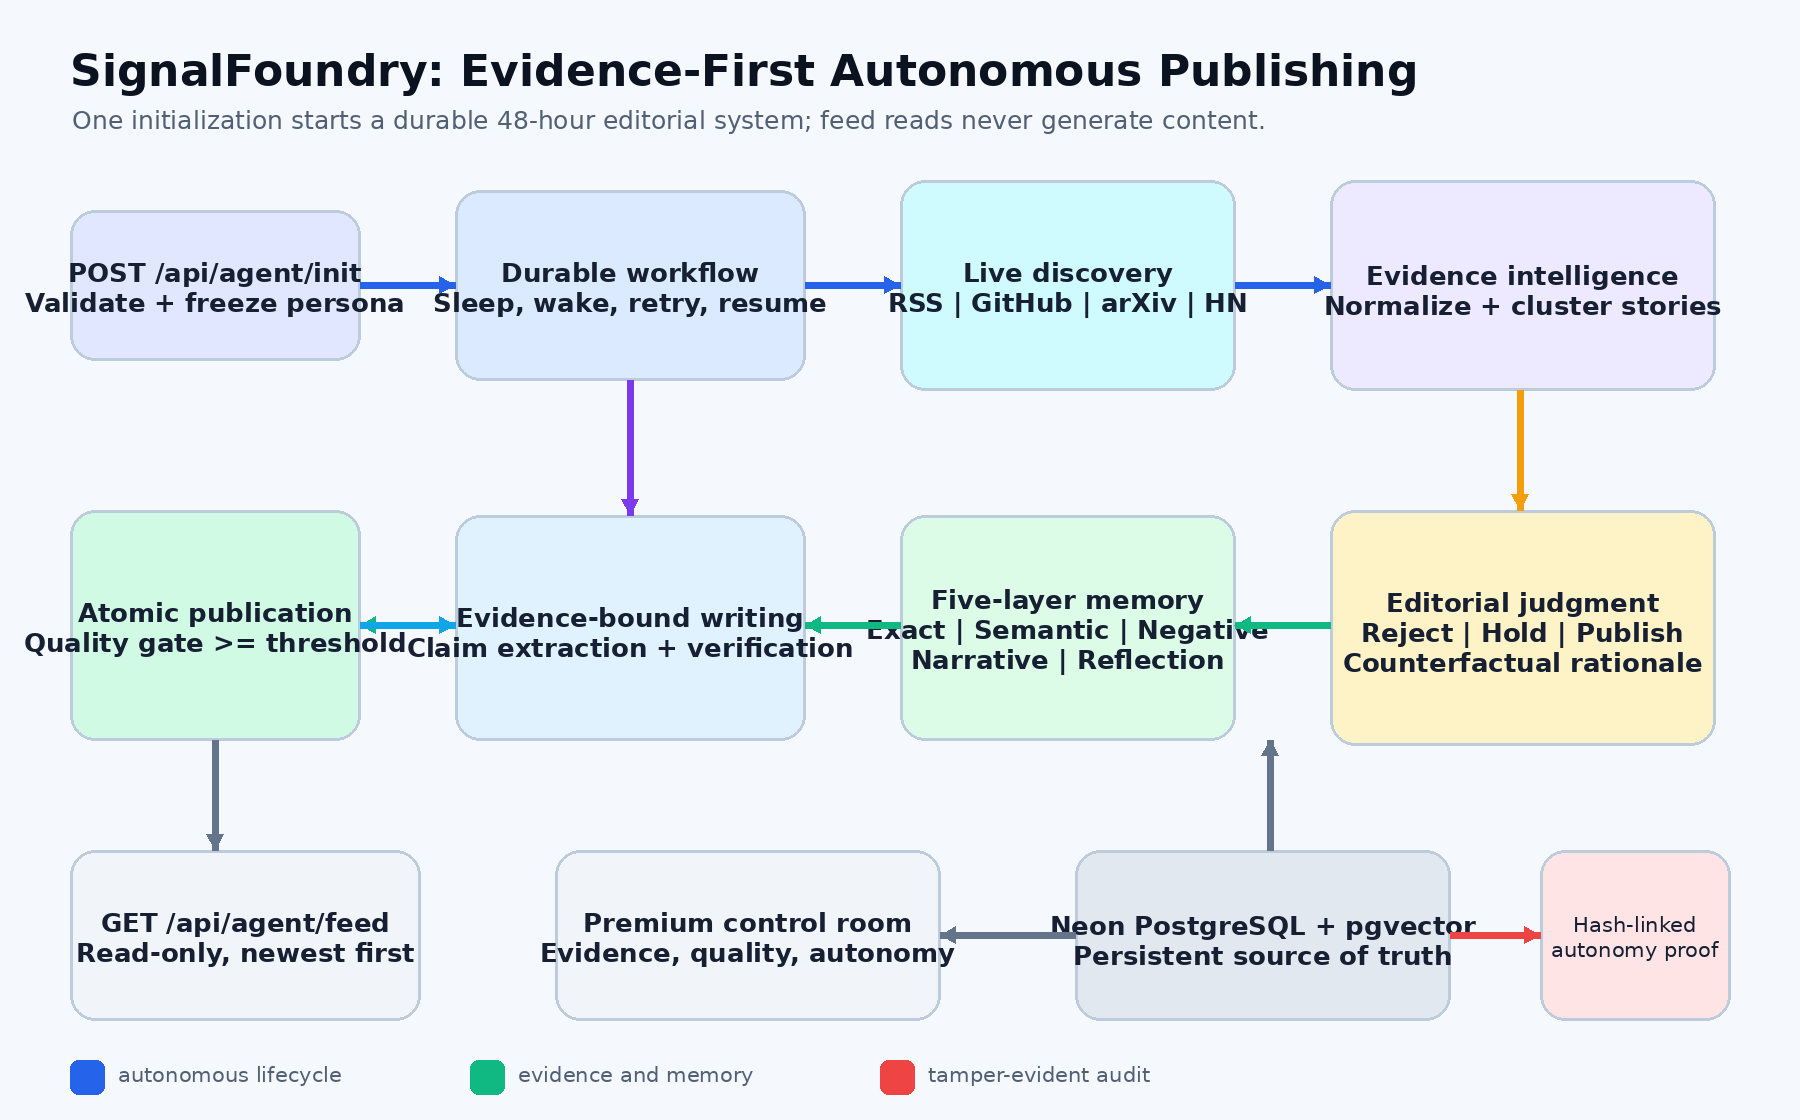 SignalFoundry: Evidence-First Autonomous Publishing
One initialization starts a durable 48-hour editorial system; feed reads never generate content.
POST /api/agent/init
Validate + freeze persona
Durable workflow
Sleep, wake, retry, resume
Live discovery
RSS | GitHub | arXiv | HN
Evidence intelligence
Normalize + cluster stories
Atomic publication
Quality gate >= threshold
Evidence-bound writing
Claim extraction + verification
Five-layer memory
Exact | Semantic | Negative
Narrative | Reflection
Editorial judgment
Reject | Hold | Publish
Counterfactual rationale
GET /api/agent/feed
Read-only, newest first
Premium control room
Evidence, quality, autonomy
Neon PostgreSQL + pgvector
Persistent source of truth
Hash-linked
autonomy proof
autonomous lifecycle
evidence and memory
tamper-evident audit